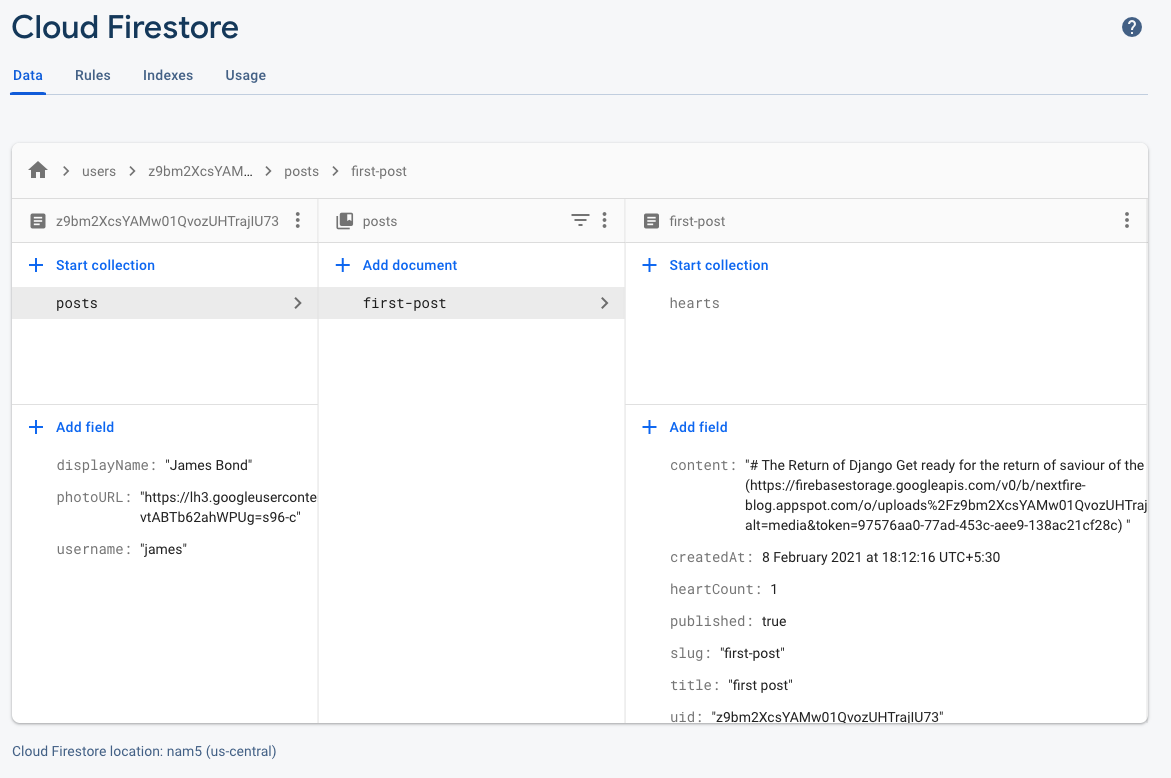 Cloud Firestore
?
Data Rules Indexes Usage
users z9bm2XcsYAM... posts first-post
z9bm2XcsYAMw01QvozUHTrajIU73
Start collection
posts
Add field
displayName: "James Bond"
photoURL: "https://lh3.googleuserconte
vtABTb62ahWPUg=s96-c"
username: "james"
posts
Add document
first-post
first-post
Start collection
hearts
Add field
content: "# The Return of Django Get ready for the return of saviour of the
(https://firebasestorage.googleapis.com/v0/b/nextfire-
blog.appspot.com/o/uploads%2Fz9bm2XcsYAMw01QvozUHTraj
alt=media&token=97576aa0-77ad-453c-aee9-138ac21cf28c) "
createdAt: 8 February 2021 at 18:12:16 UTC+5:30
heartCount: 1
published: true
slug: "first-post"
title: "first post"
uid: "z9bm2XcsYAMw01QvozUHTrajIU73"
Cloud Firestore location: nam5 (us-central)